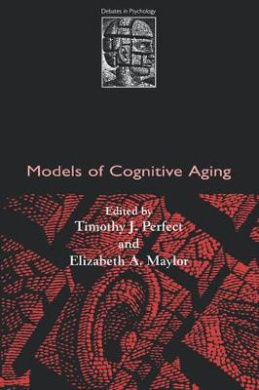 Debates in Psychology
Models of Cognitive Aging
Edited by
Timothy J. Perfect
and
Elizabeth A. Maylor